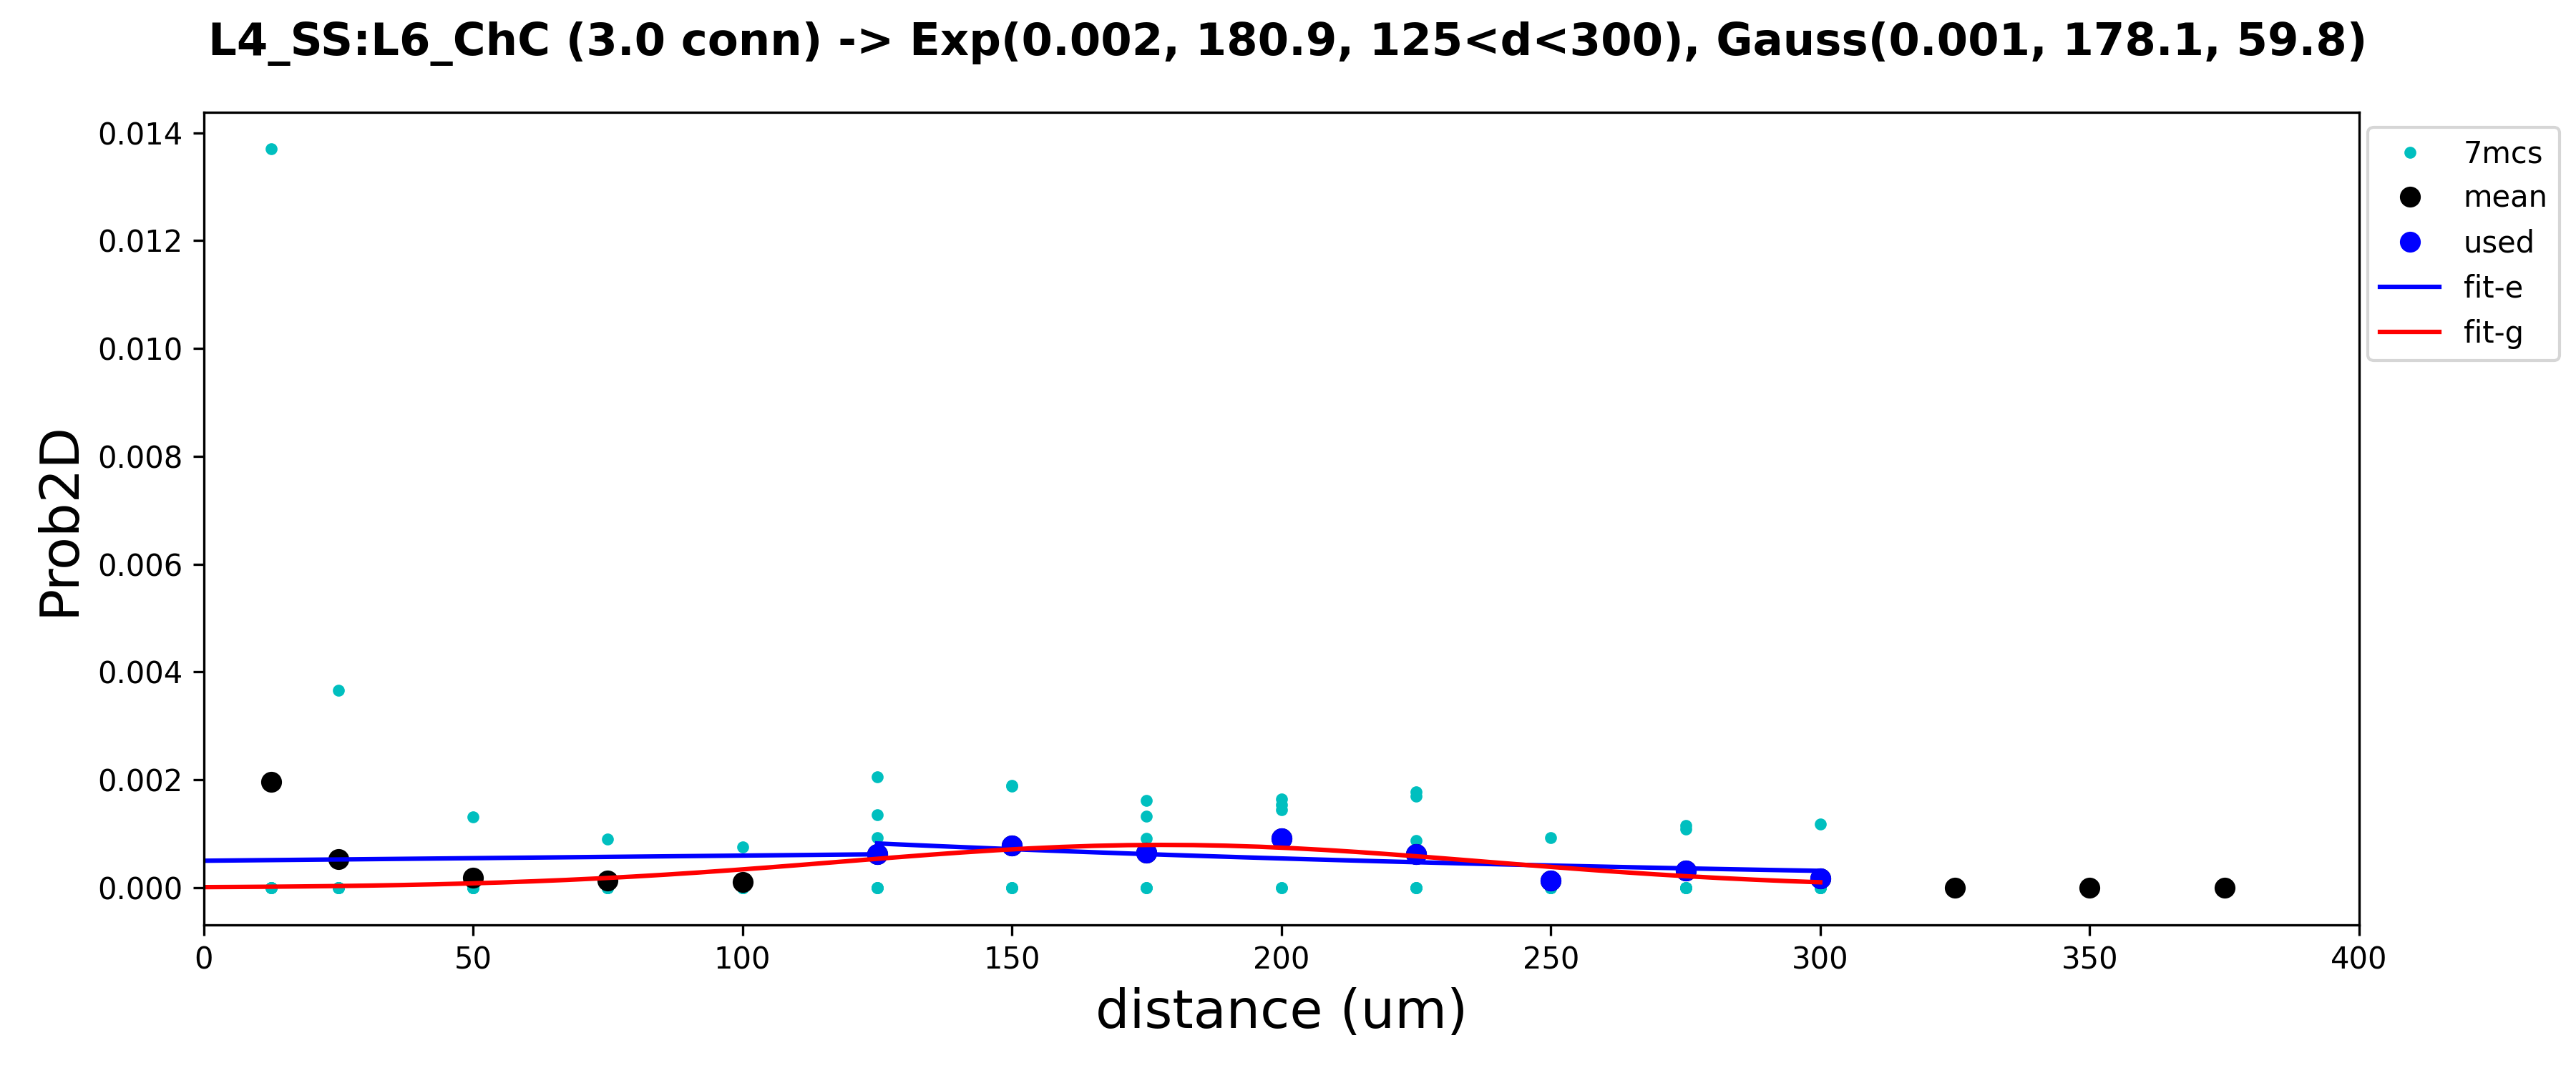 L4_SS:L6_ChC (3.0 conn) -> Exp(0.002, 180.9, 125<d<300), Gauss(0.001, 178.1, 59.8)
0.014
0.012
0.010
0.008
0.006
0.004
0.002
0.000
Prob2D
0 50 100 150 200 250 300 350 400
distance (um)
7mcs
mean
used
fit-e
fit-g